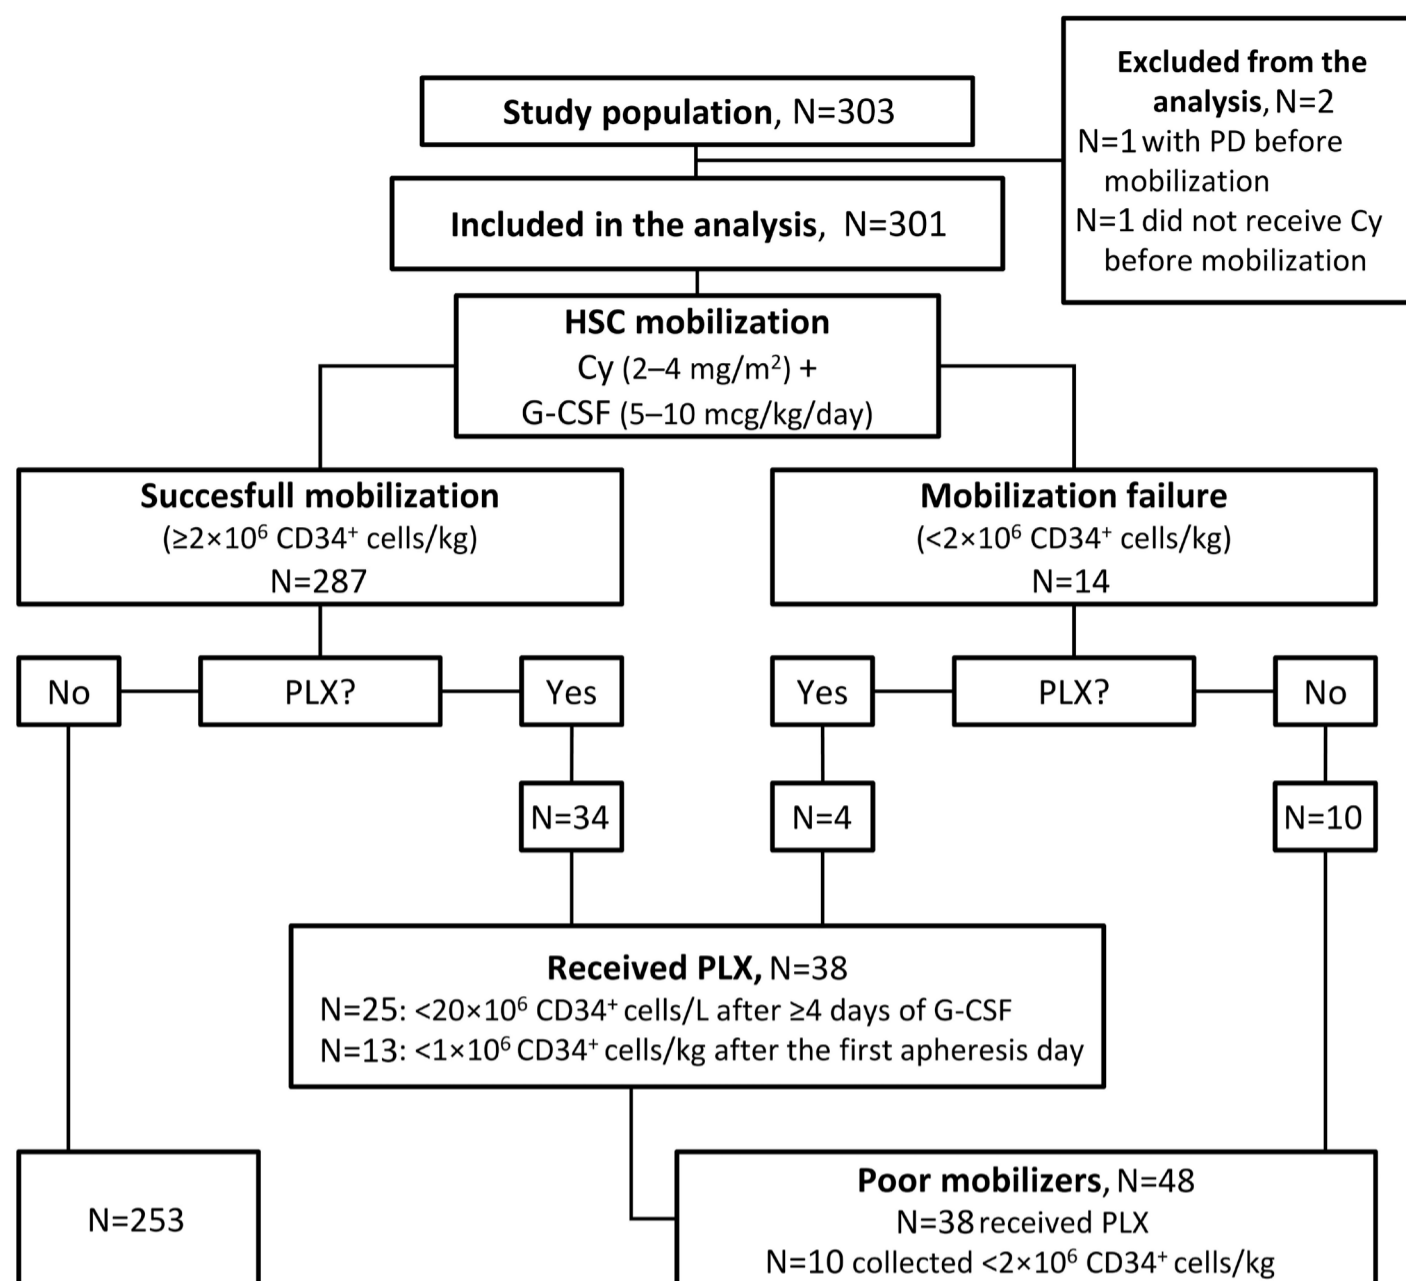 Excluded from the
analysis, N=2
N=1 with PD before
mobilization
N=1 did not receive Cy
before mobilization
Study population, N=303
Included in the analysis, N=301
HSC mobilization
Cy (2–4 mg/m²) +
G-CSF (5–10 mcg/kg/day)
Succesfull mobilization
(≥2×10⁶ CD34⁺ cells/kg)
N=287
Mobilization failure
(<2×10⁶ CD34⁺ cells/kg)
N=14
No
PLX?
Yes
Yes
PLX?
No
N=34
N=4
N=10
Received PLX, N=38
N=25: <20×10⁶ CD34⁺ cells/L after ≥4 days of G-CSF
N=13: <1×10⁶ CD34⁺ cells/kg after the first apheresis day
N=253
Poor mobilizers, N=48
N=38 received PLX
N=10 collected <2×10⁶ CD34⁺ cells/kg